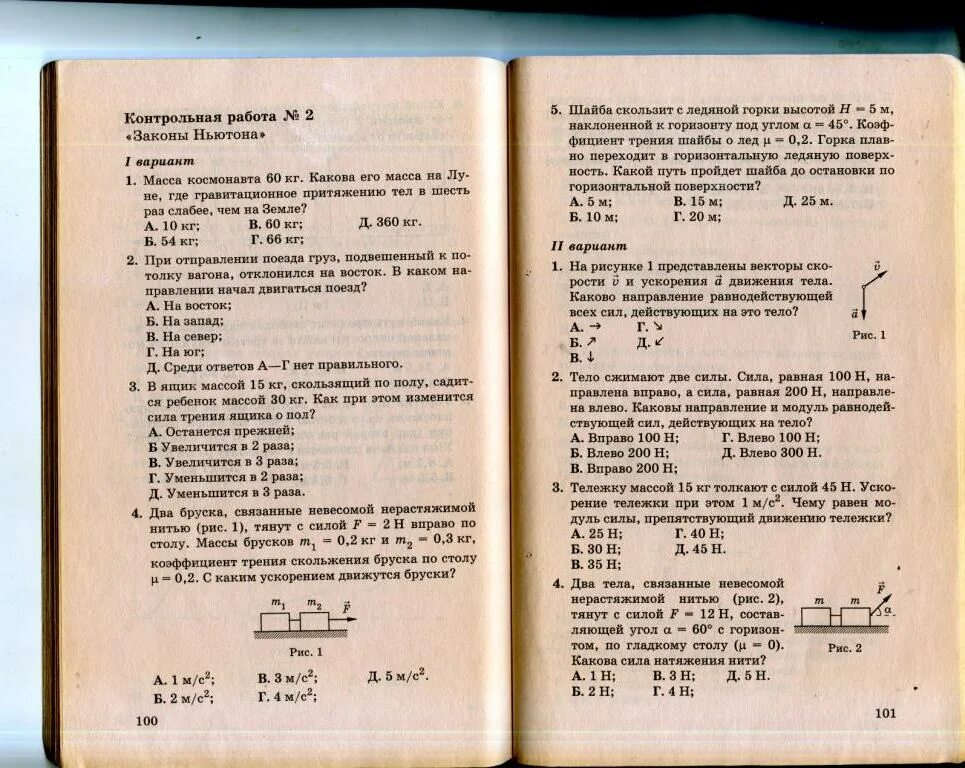 Контрольная работа № 2
«Законы Ньютона»
I вариант
1. Масса космонавта 60 кг. Какова его масса на Лу-
не, где гравитационное притяжению тел в шесть
раз слабее, чем на Земле?
А. 10 кг; В. 60 кг; Д. 360 кг.
Б. 54 кг; Г. 66 кг;
2. При отправлении поезда груз, подвешенный к по-
толку вагона, отклонился на восток. В каком на-
правлении начал двигаться поезд?
А. На восток;
Б. На запад;
В. На север;
Г. На юг;
Д. Среди ответов А—Г нет правильного.
3. В ящик массой 15 кг, скользящий по полу, садит-
ся ребенок массой 30 кг. Как при этом изменится
сила трения ящика о пол?
А. Останется прежней;
Б Увеличится в 2 раза;
В. Увеличится в 3 раза;
Г. Уменьшится в 2 раза;
Д. Уменьшится в 3 раза.
4. Два бруска, связанные невесомой нерастяжимой
нитью (рис. 1), тянут с силой F = 2 Н вправо по
столу. Массы брусков m₁ = 0,2 кг и m₂ = 0,3 кг,
коэффициент трения скольжения бруска по столу
μ = 0,2. С каким ускорением движутся бруски?
m₁ m₂ F⃗
Рис. 1
А. 1 м/с²; В. 3 м/с²; Д. 5 м/с².
Б. 2 м/с²; Г. 4 м/с²;
100
5. Шайба скользит с ледяной горки высотой H = 5 м,
наклоненной к горизонту под углом α = 45°. Коэф-
фициент трения шайбы о лед μ = 0,2. Горка плав-
но переходит в горизонтальную ледяную поверх-
ность. Какой путь пройдет шайба до остановки по
горизонтальной поверхности?
А. 5 м; В. 15 м; Д. 25 м.
Б. 10 м; Г. 20 м;
II вариант
1. На рисунке 1 представлены векторы ско-
рости v⃗ и ускорения a⃗ движения тела.
Каково направление равнодействующей
всех сил, действующих на это тело?
А. → Г. ↘
Б. ↗ Д. ↙
В. ↓
v⃗
a⃗
Рис. 1
2. Тело сжимают две силы. Сила, равная 100 Н, на-
правлена вправо, а сила, равная 200 Н, направле-
на влево. Каковы направление и модуль равнодей-
ствующей сил, действующих на тело?
А. Вправо 100 Н; Г. Влево 100 Н;
Б. Влево 200 Н; Д. Влево 300 Н.
В. Вправо 200 Н;
3. Тележку массой 15 кг толкают с силой 45 Н. Уско-
рение тележки при этом 1 м/с². Чему равен мо-
дуль силы, препятствующий движению тележки?
А. 25 Н; Г. 40 Н;
Б. 30 Н; Д. 45 Н.
В. 35 Н;
4. Два тела, связанные невесомой
нерастяжимой нитью (рис. 2),
тянут с силой F = 12 Н, состав-
ляющей угол α = 60° с горизон-
том, по гладкому столу (μ = 0).
Какова сила натяжения нити?
А. 1 Н; В. 3 Н; Д. 5 Н.
Б. 2 Н; Г. 4 Н;
m m F⃗ α
Рис. 2
101